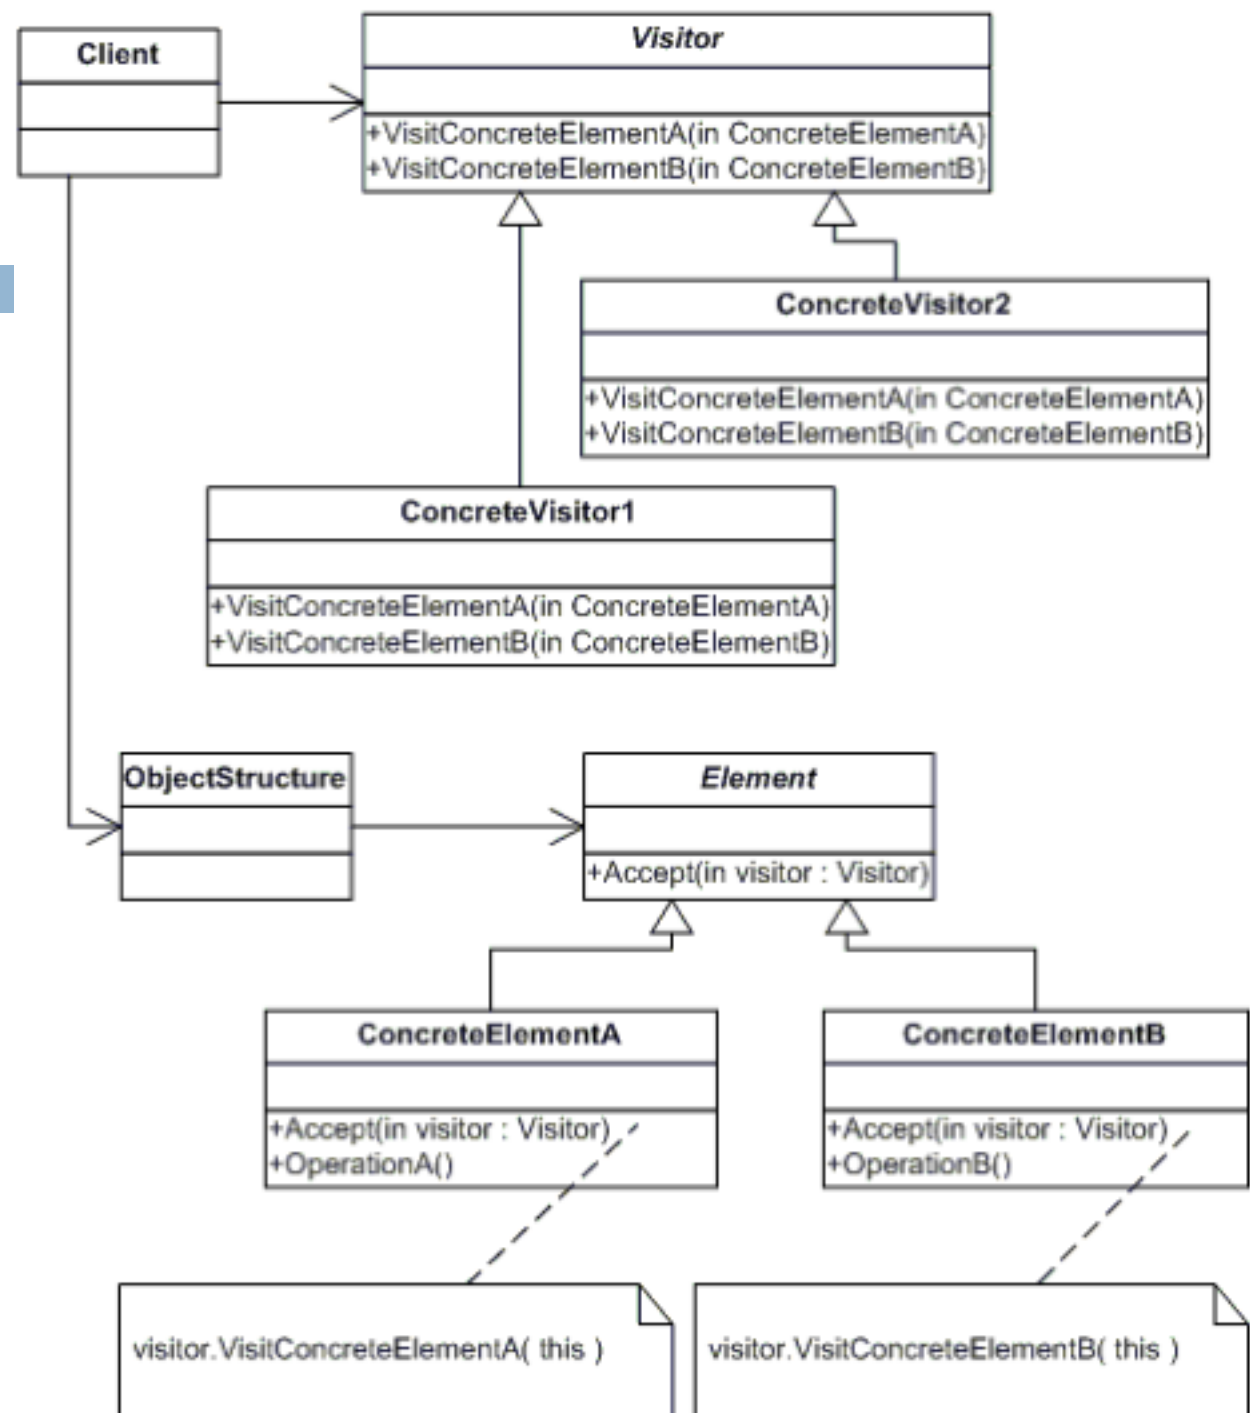 Client
Visitor
+VisitConcreteElementA(in ConcreteElementA)
+VisitConcreteElementB(in ConcreteElementB)
ConcreteVisitor2
+VisitConcreteElementA(in ConcreteElementA)
+VisitConcreteElementB(in ConcreteElementB)
ConcreteVisitor1
+VisitConcreteElementA(in ConcreteElementA)
+VisitConcreteElementB(in ConcreteElementB)
ObjectStructure
Element
+Accept(in visitor : Visitor)
ConcreteElementA
+Accept(in visitor : Visitor)
+OperationA()
ConcreteElementB
+Accept(in visitor : Visitor)
+OperationB()
visitor.VisitConcreteElementA( this )
visitor.VisitConcreteElementB( this )